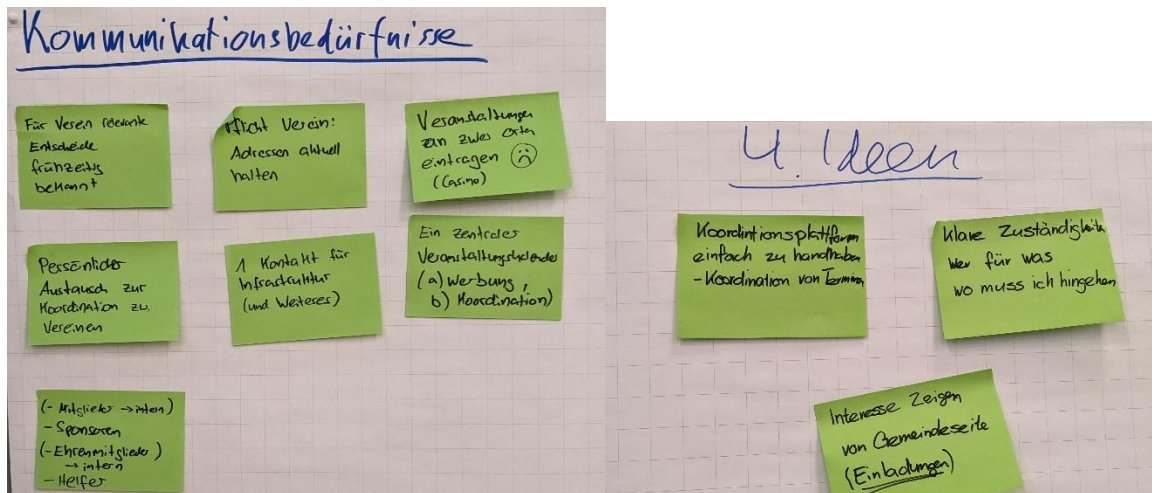 Kommunikationsbedürfnisse
Für Verein relevante
Entscheide
frühzeitig
bekannt
Pflicht Verein:
Adressen aktuell
halten
Veranstaltungen
an zwei Orten
eintragen ☹
(Casino)
Persönlicher
Austausch zur
Koordination zw.
Vereinen
1 Kontakt für
Infrastruktur
(und Weiteres)
Ein zentraler
Veranstaltungskalender
(a) Werbung,
b) Koordination)
(- Mitglieder → intern)
- Sponsoren
(- Ehrenmitglieder)
→ intern
- Helfer
4. Ideen
Koordintionsplattform
einfach zu handhaben
- Koordination von Terminen
Klare Zuständigkeiten
wer für was
wo muss ich hingehen
Interesse Zeigen
von Gemeindeseite
(Einladungen)